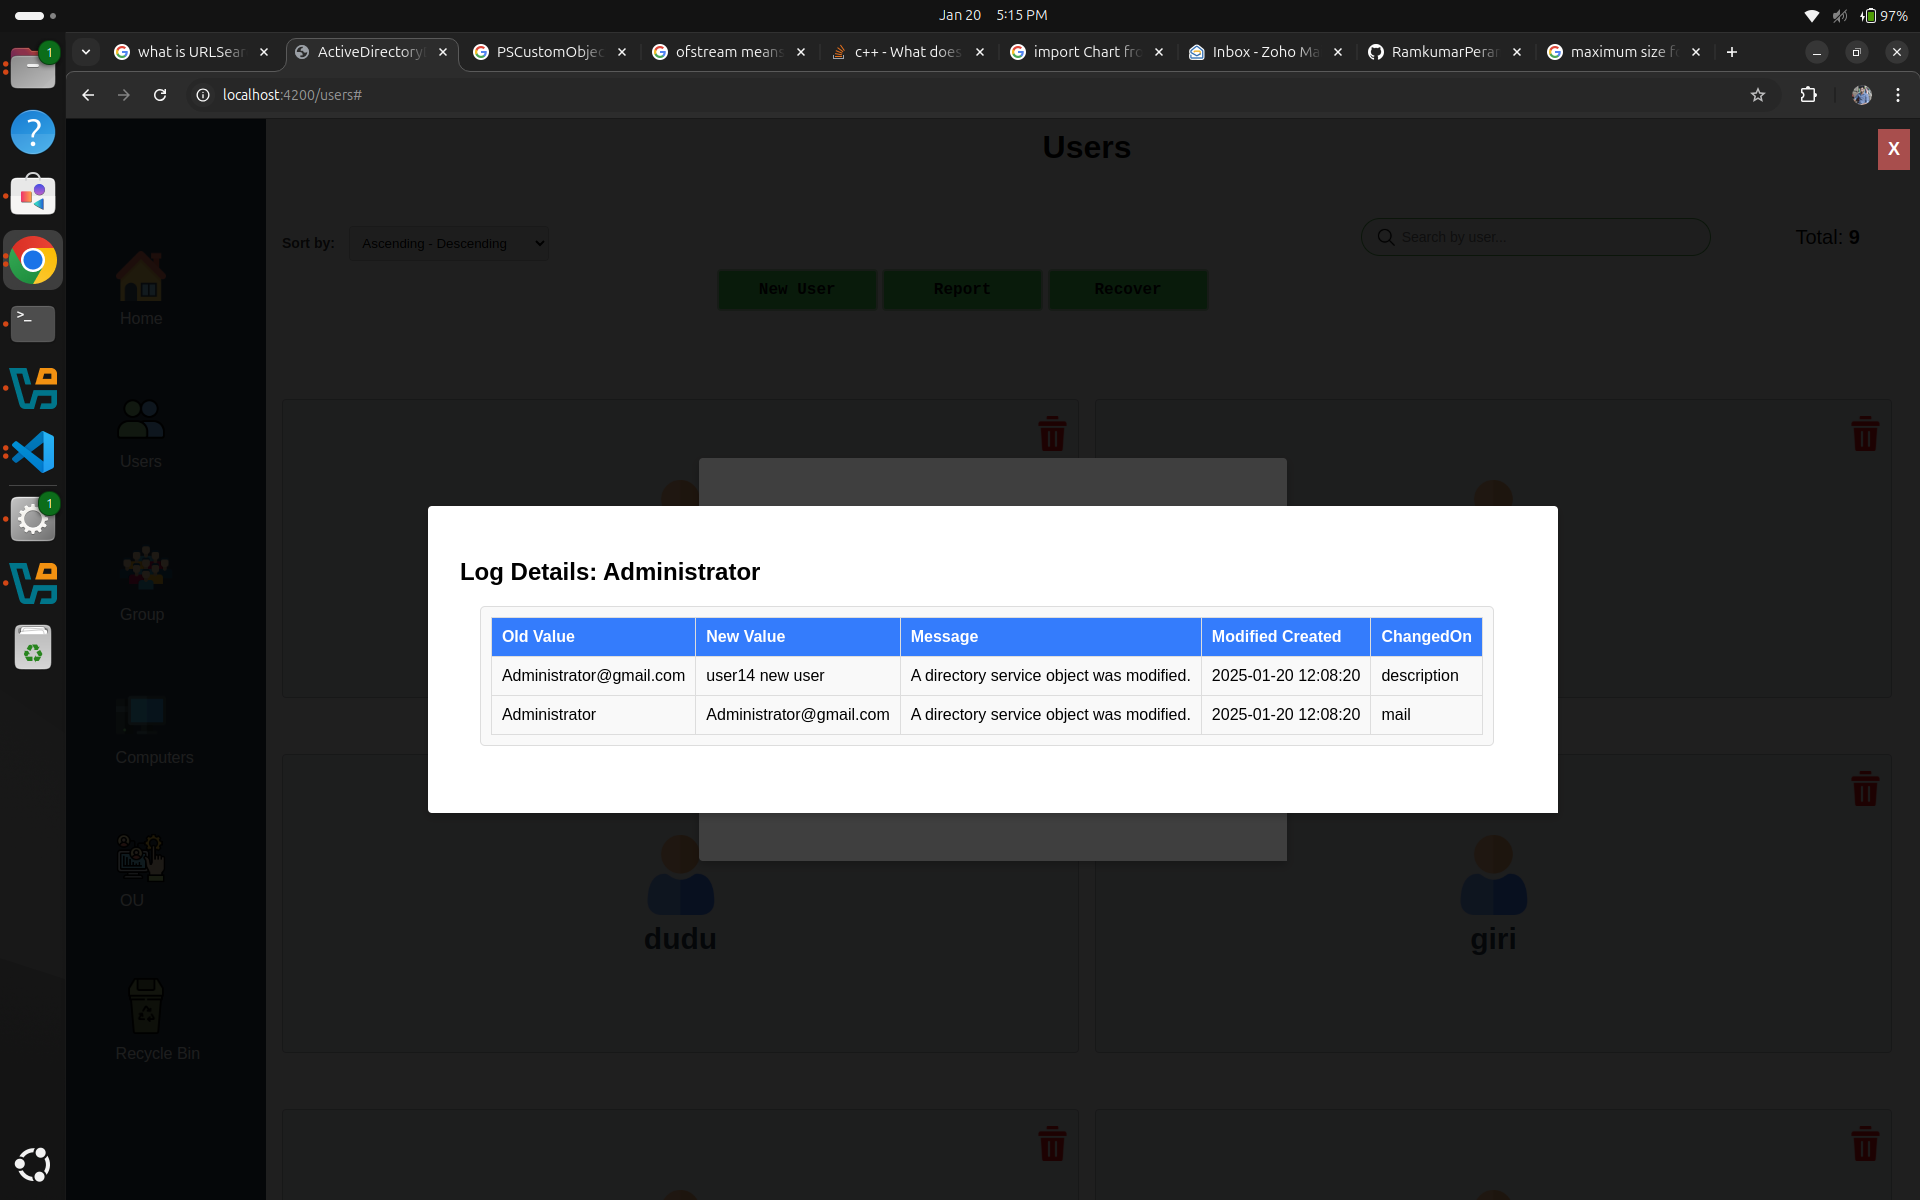 Jan 20 5:15 PM
97%
1
what is URLSear
ActiveDirectory
PSCustomObjec
ofstream means
c++ - What does
import Chart fro
Inbox - Zoho Ma
RamkumarPeran
maximum size fo
localhost:4200/users#
Users
X
Sort by: Ascending - Descending
Search by user...
Total: 9
New User Report Recover
Home
Users
Group
Computers
OU
Recycle Bin
1
Log Details: Administrator
Old Value New Value Message Modified Created ChangedOn
Administrator@gmail.com user14 new user A directory service object was modified. 2025-01-20 12:08:20 description
Administrator Administrator@gmail.com A directory service object was modified. 2025-01-20 12:08:20 mail
dudu
giri